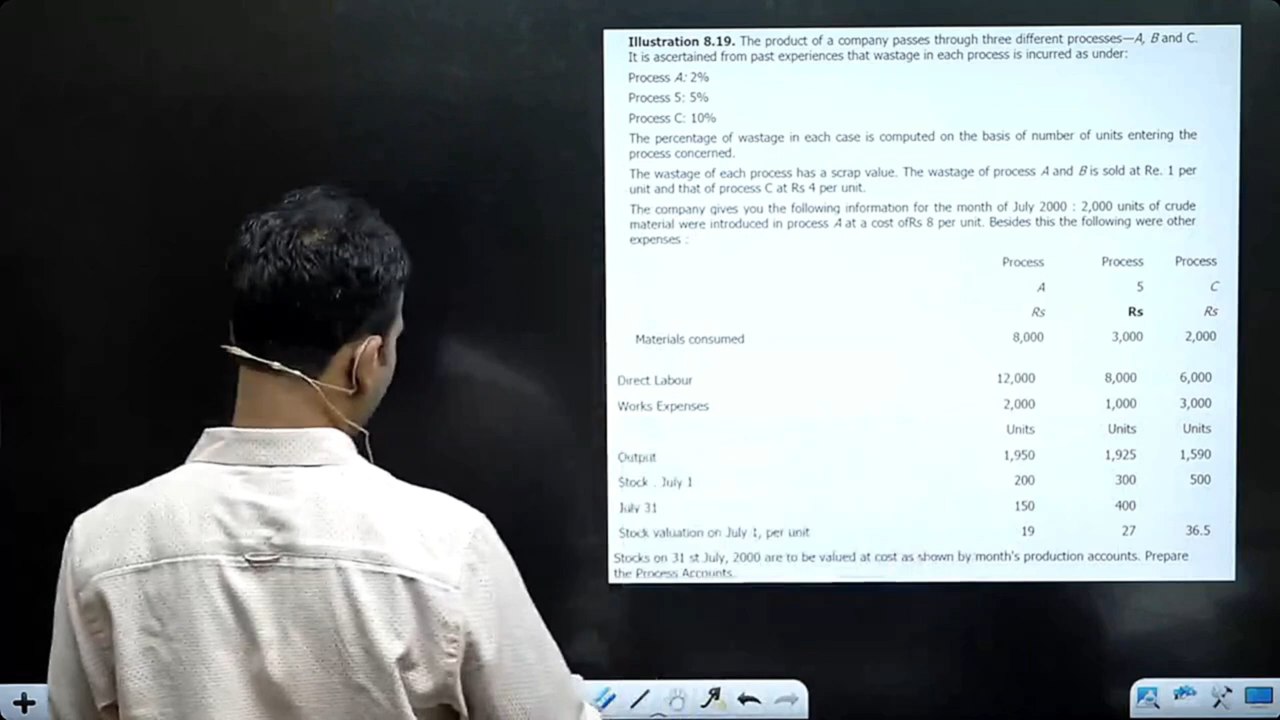 Illustration 8.19. The product of a company passes through three different processes—A, B and C.
It is ascertained from past experiences that wastage in each process is incurred as under:
Process A: 2%
Process 5: 5%
Process C: 10%
The percentage of wastage in each case is computed on the basis of number of units entering the
process concerned.
The wastage of each process has a scrap value. The wastage of process A and B is sold at Re. 1 per
unit and that of process C at Rs 4 per unit.
The company gives you the following information for the month of July 2000 : 2,000 units of crude
material were introduced in process A at a cost ofRs 8 per unit. Besides this the following were other
expenses :
Process Process Process
A 5 C
Rs Rs Rs
Materials consumed 8,000 3,000 2,000
Direct Labour 12,000 8,000 6,000
Works Expenses 2,000 1,000 3,000
Units Units Units
Output 1,950 1,925 1,590
Stock . July 1 200 300 500
July 31 150 400
Stock valuation on July 1, per unit 19 27 36.5
Stocks on 31 st July, 2000 are to be valued at cost as shown by month's production accounts. Prepare
the Process Accounts.